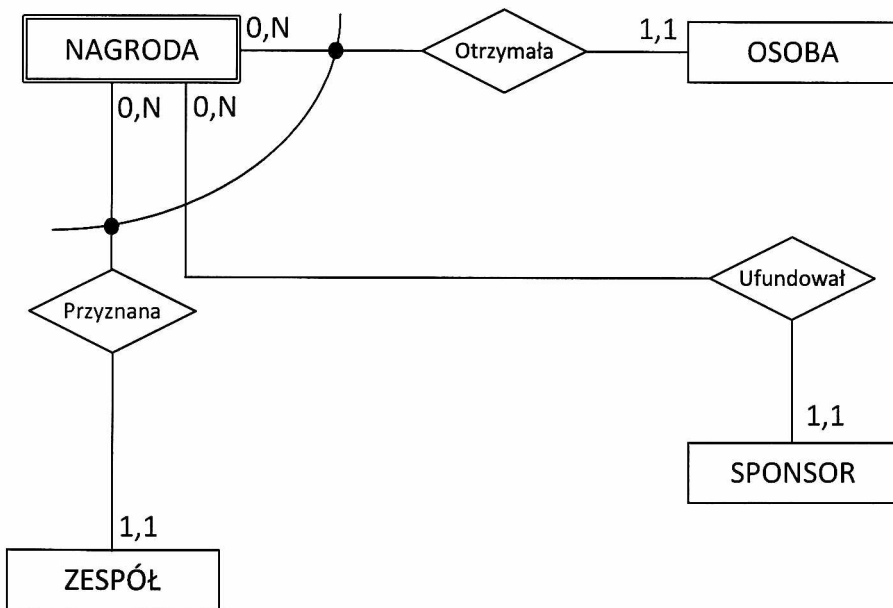 NAGRODA
0,N
Otrzymała
1,1
OSOBA
0,N
0,N
Przyznana
Ufundował
1,1
SPONSOR
1,1
ZESPÓŁ